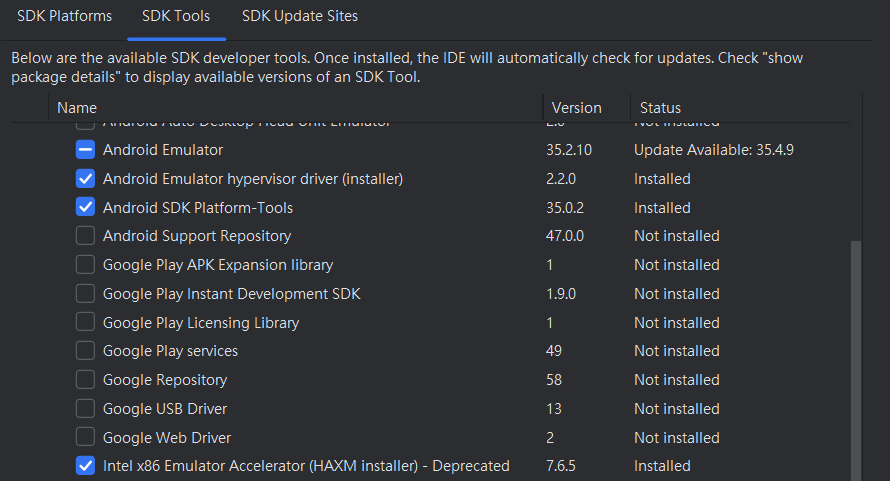 SDK Platforms SDK Tools SDK Update Sites
Below are the available SDK developer tools. Once installed, the IDE will automatically check for updates. Check "show
package details" to display available versions of an SDK Tool.
Name Version Status
Android Auto Desktop Head Unit Emulator 2.0 Not installed
Android Emulator 35.2.10 Update Available: 35.4.9
Android Emulator hypervisor driver (installer) 2.2.0 Installed
Android SDK Platform-Tools 35.0.2 Installed
Android Support Repository 47.0.0 Not installed
Google Play APK Expansion library 1 Not installed
Google Play Instant Development SDK 1.9.0 Not installed
Google Play Licensing Library 1 Not installed
Google Play services 49 Not installed
Google Repository 58 Not installed
Google USB Driver 13 Not installed
Google Web Driver 2 Not installed
Intel x86 Emulator Accelerator (HAXM installer) - Deprecated 7.6.5 Installed